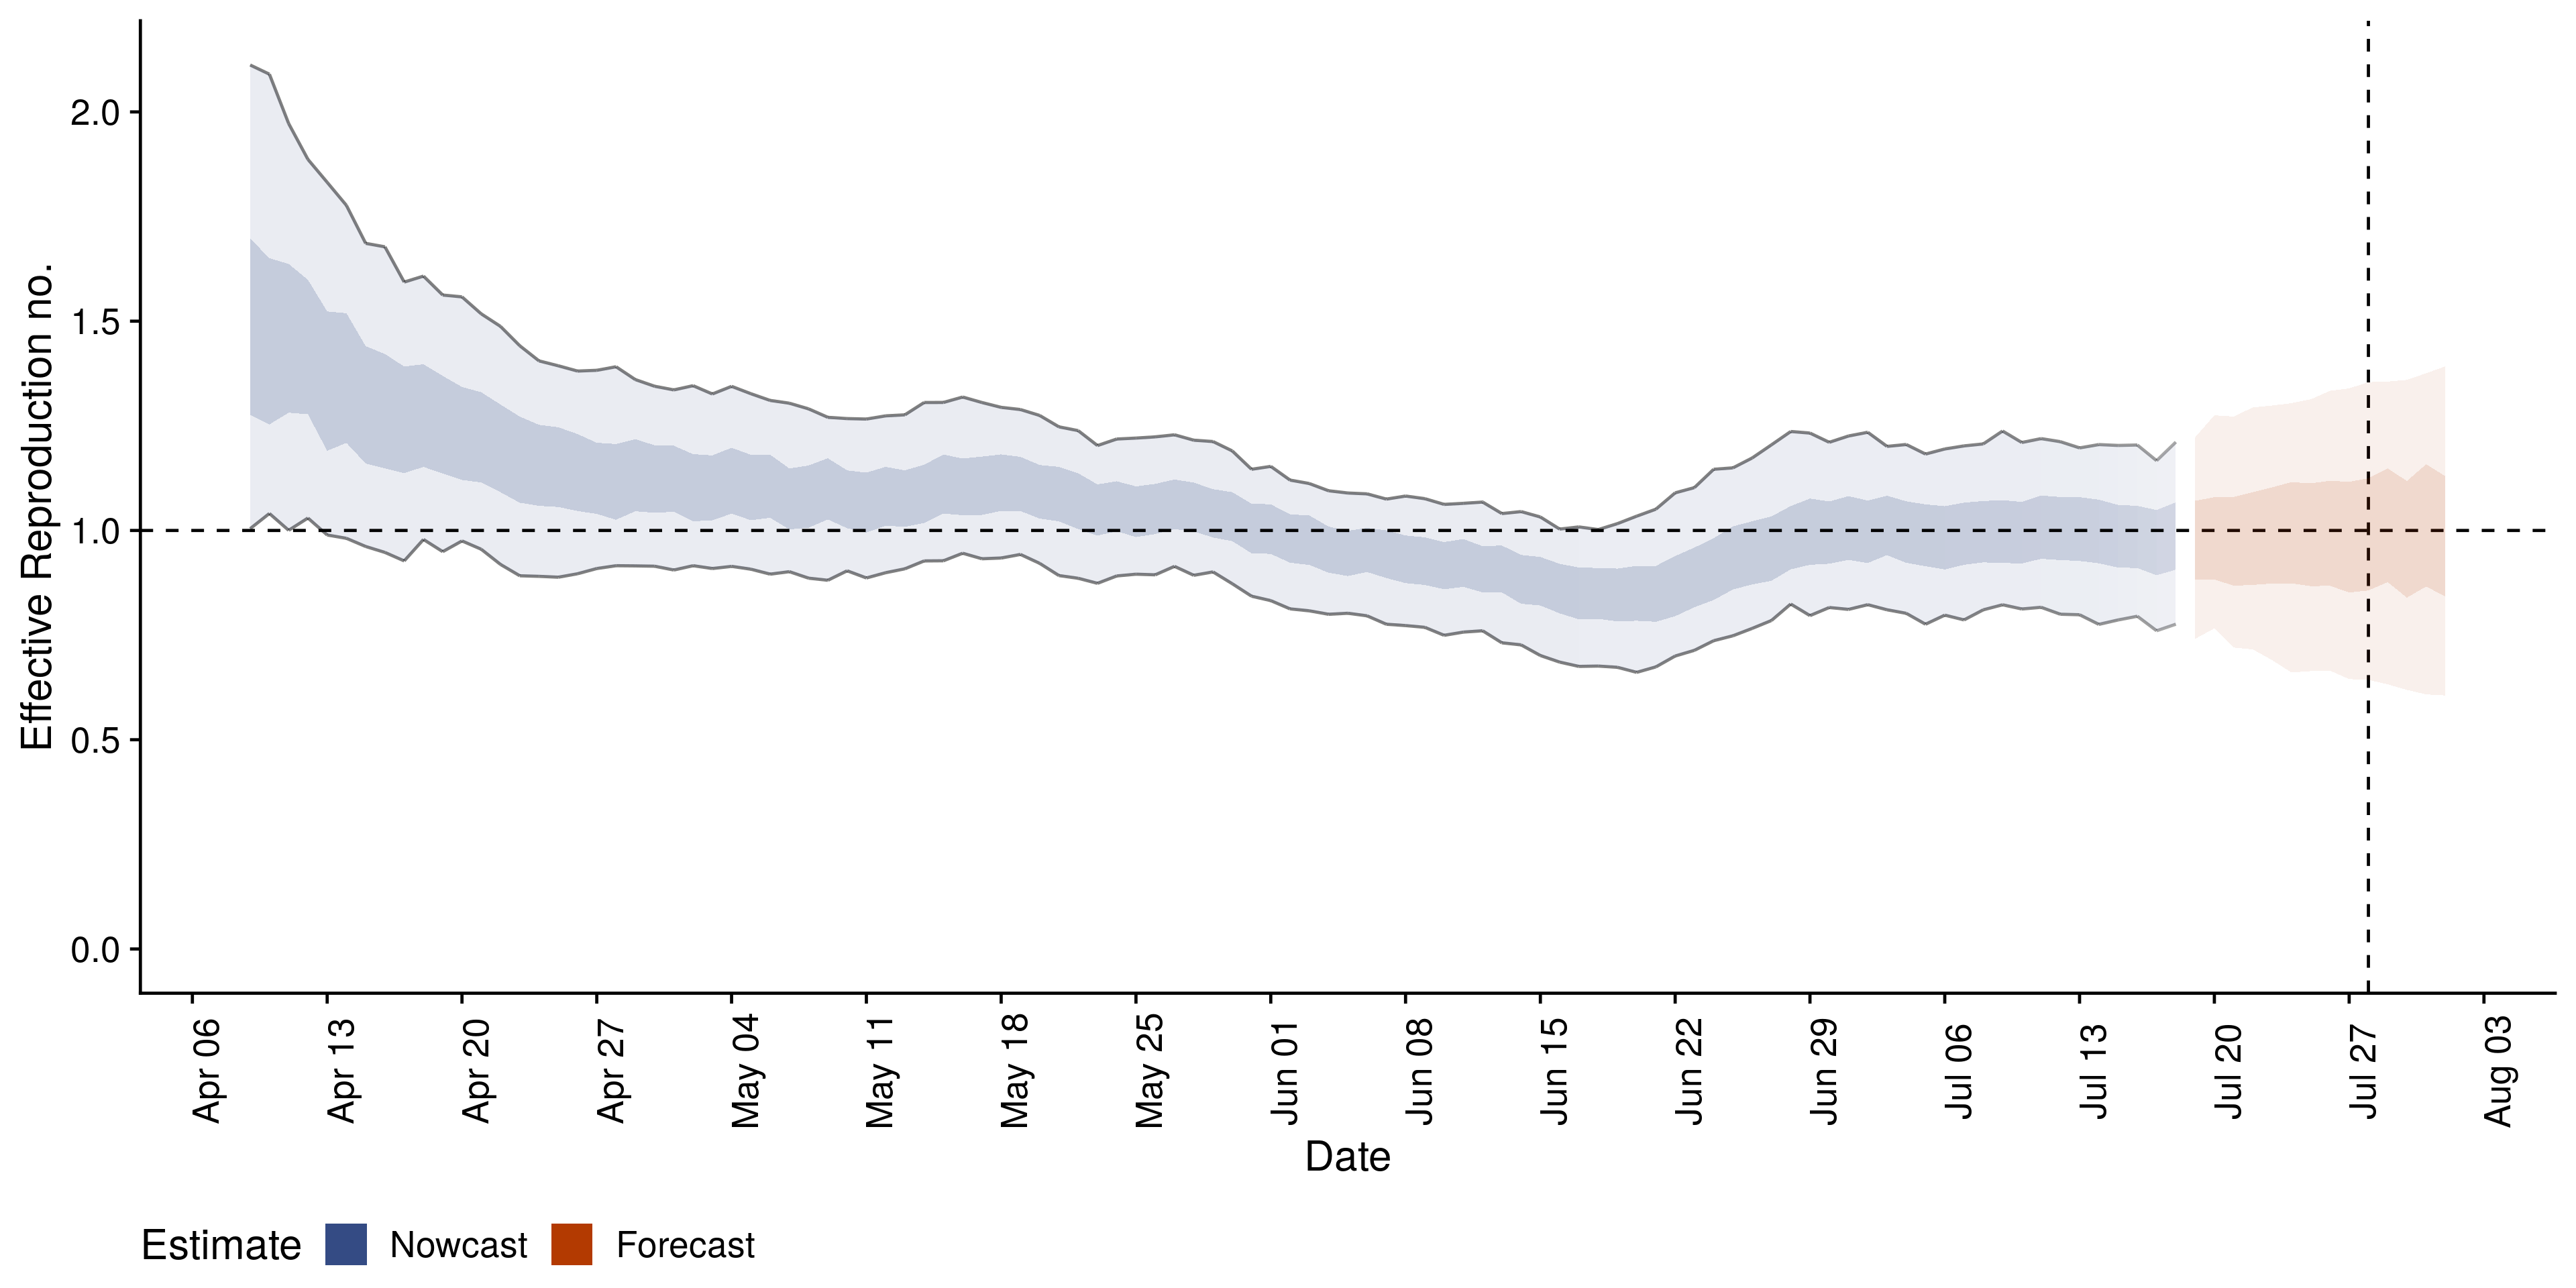 Effective Reproduction no.
2.0
1.5
1.0
0.5
0.0
Apr 06
Apr 13
Apr 20
Apr 27
May 04
May 11
May 18
May 25
Jun 01
Jun 08
Jun 15
Jun 22
Jun 29
Jul 06
Jul 13
Jul 20
Jul 27
Aug 03
Date
Estimate Nowcast Forecast